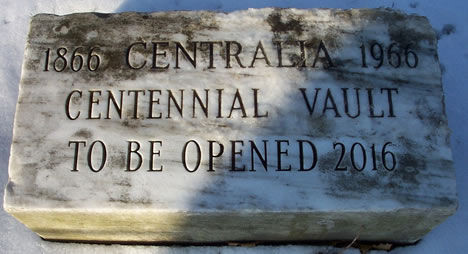 1866 CENTRALIA 1966
CENTENNIAL VAULT
TO BE OPENED 2016